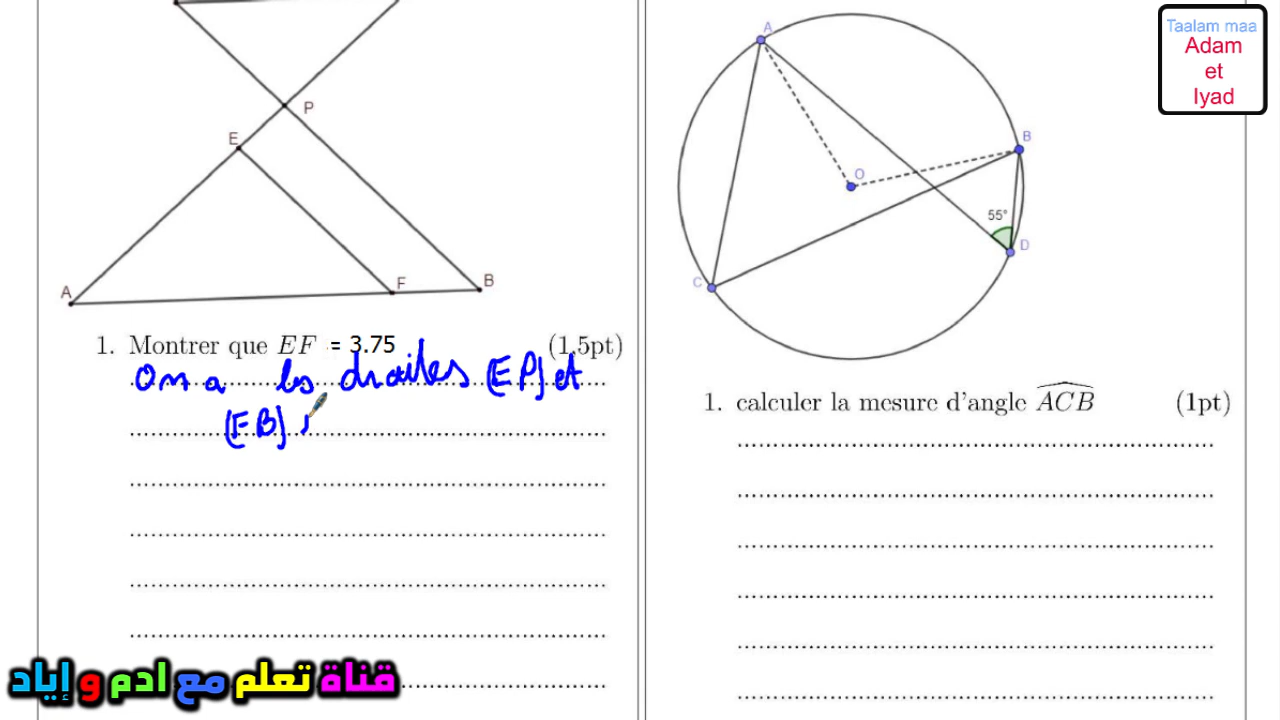 P
E
A
F
B
1. Montrer que EF = 3.75 (1,5pt)
On a les droites (EP) et
(FB) s
قناة تعلم مع ادم و إياد
A
B
O
55°
D
C
1. calculer la mesure d'angle ACB (1pt)
Taalam maa
Adam
et
Iyad